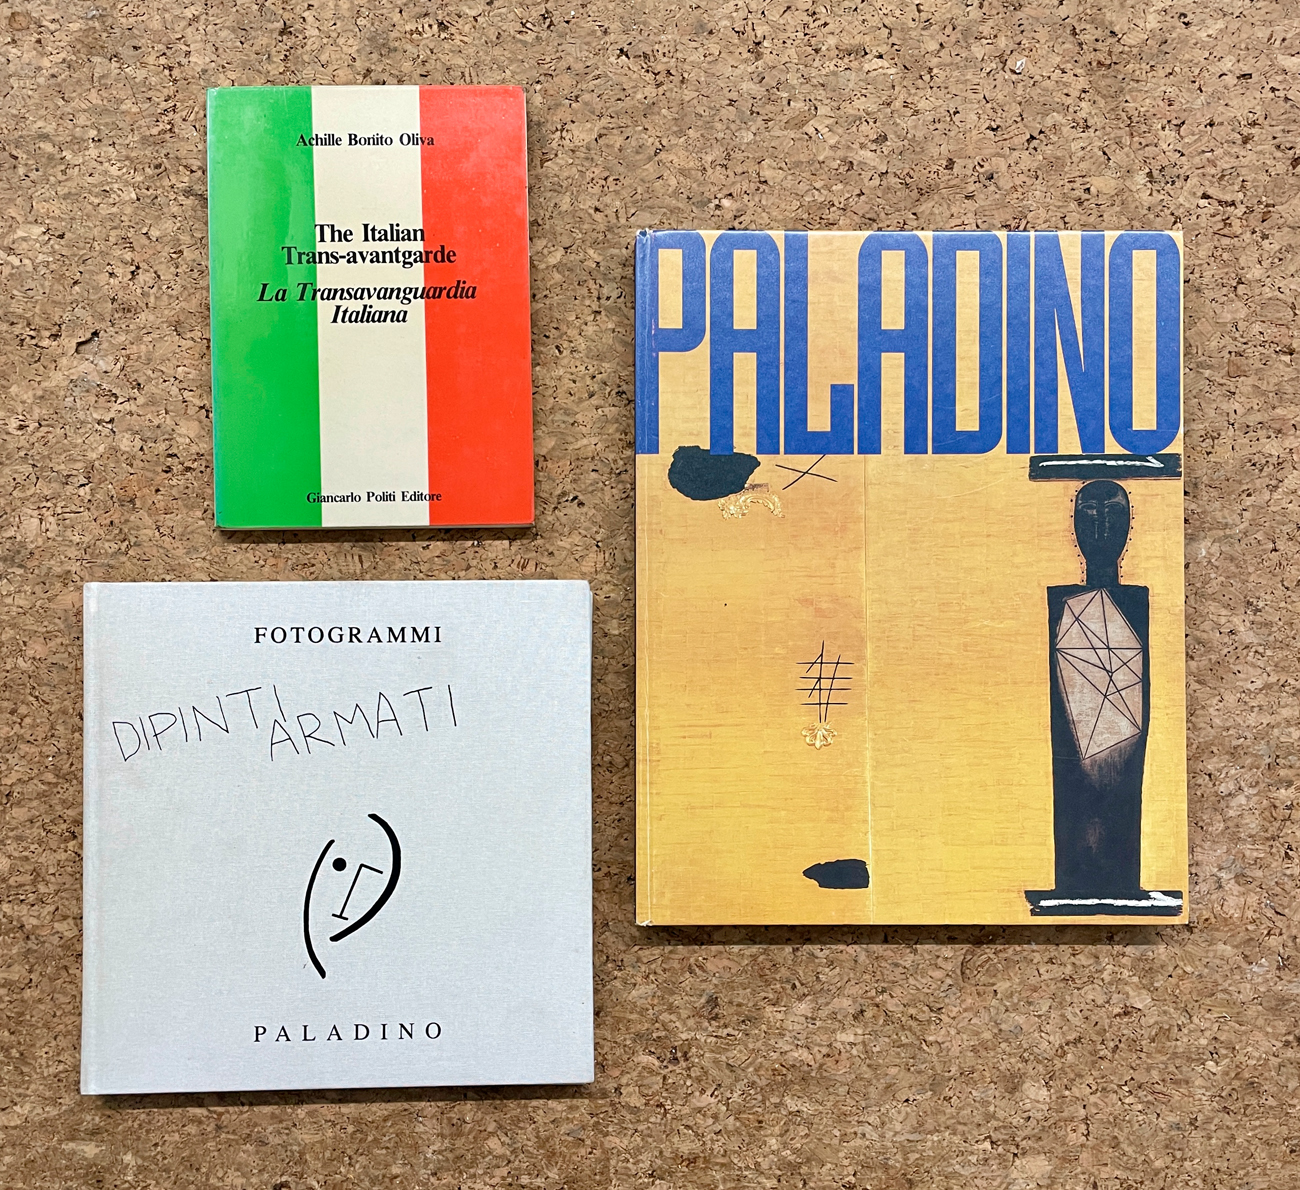 Achille Bonito Oliva
The Italian
Trans-avantgarde
La Transavanguardia
Italiana
Giancarlo Politi Editore
PALADINO
FOTOGRAMMI
DIPINTI
ARMATI
PALADINO